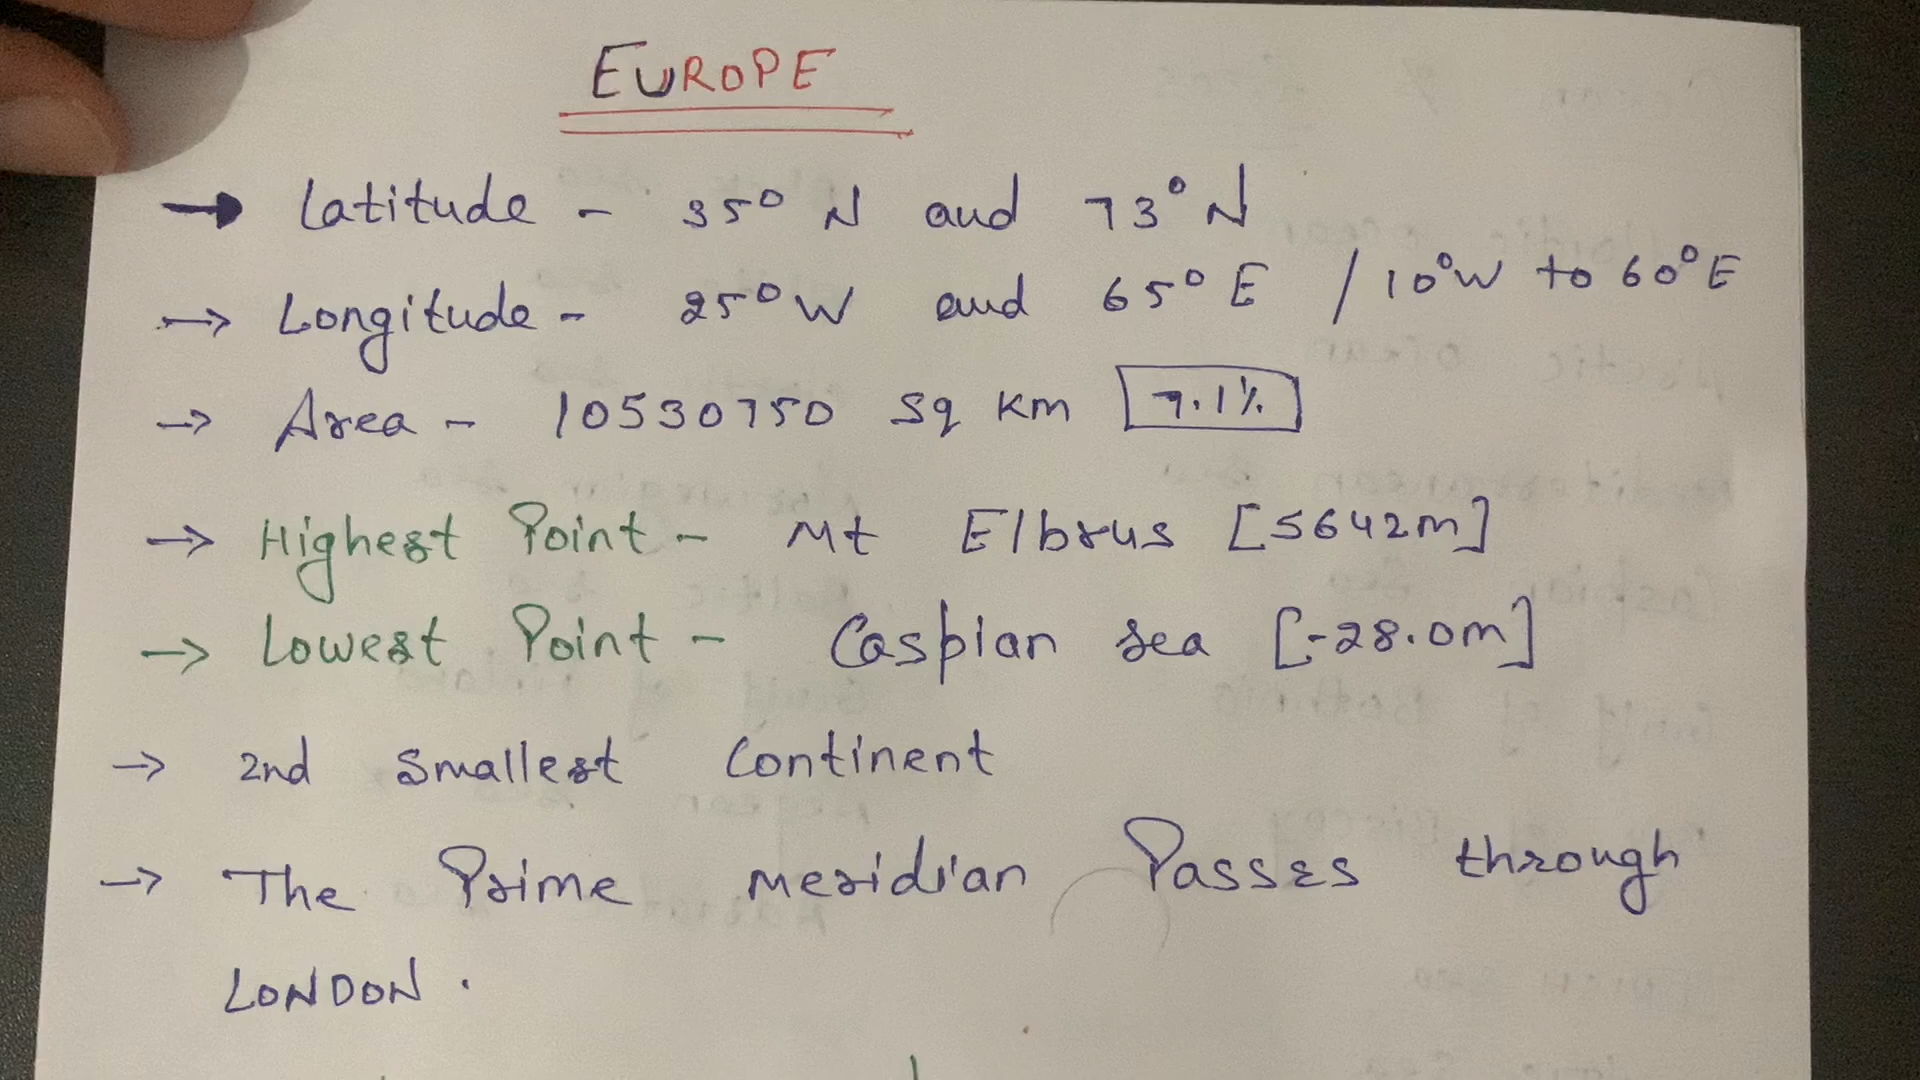 EUROPE
→ Latitude - 35° N and 73° N
→ Longitude - 25° W and 65° E / 10°W to 60°E
→ Area - 10530750 sq km 7.1%
→ Highest Point - Mt Elbrus [5642m]
→ Lowest Point - Caspian sea [-28.0m]
→ 2nd smallest continent
→ The Prime meridian Passes through
LONDON.